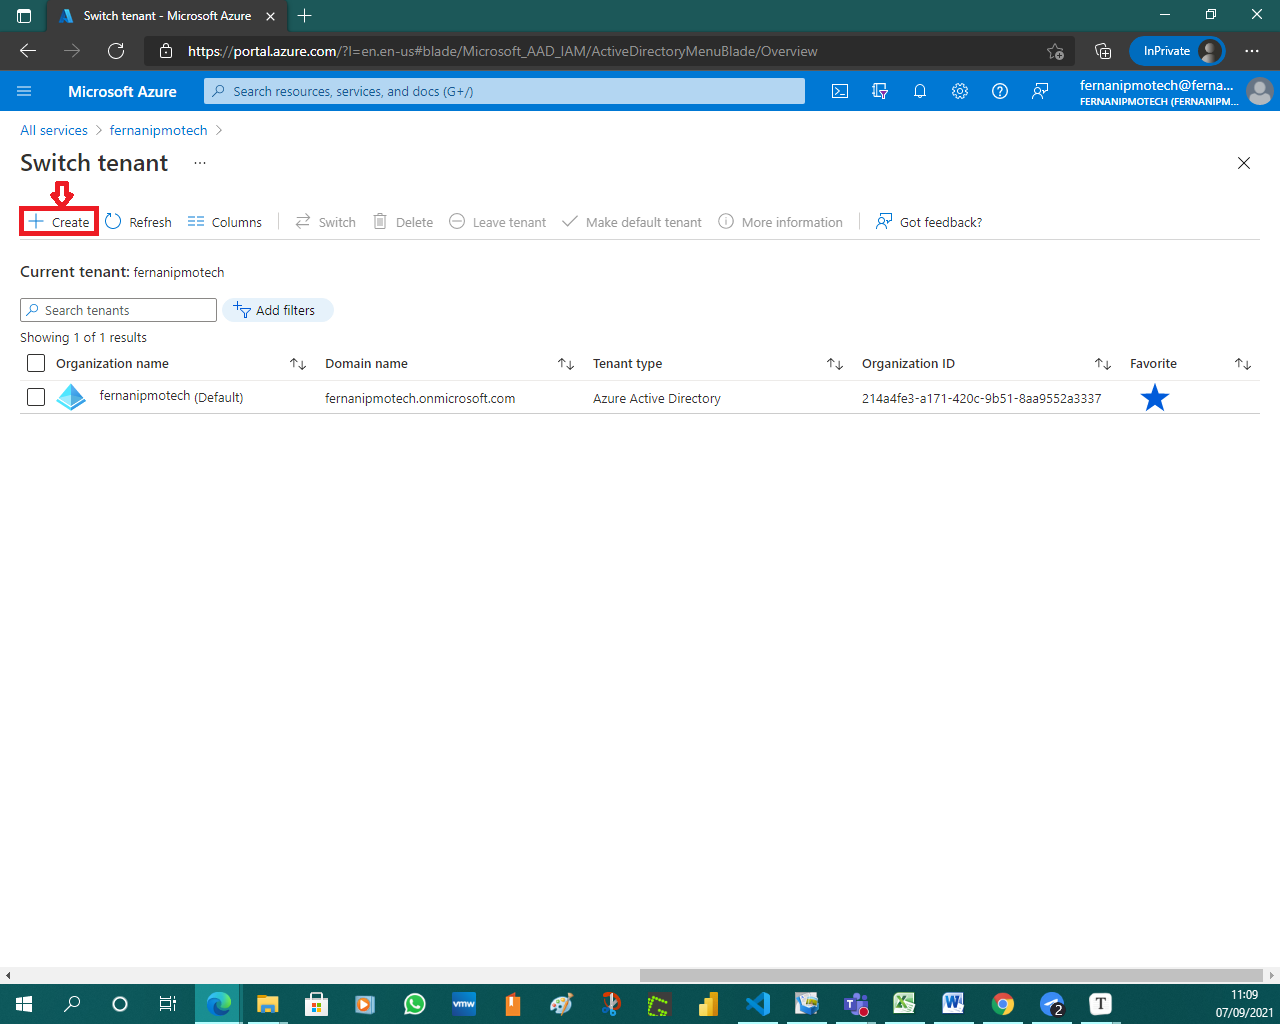 Switch tenant - Microsoft Azure
https://portal.azure.com/?l=en.en-us#blade/Microsoft_AAD_IAM/ActiveDirectoryMenuBlade/Overview
InPrivate
Microsoft Azure
Search resources, services, and docs (G+/)
fernanipmotech@ferna...
FERNANIPMOTECH (FERNANIPM...
All services > fernanipmotech >
Switch tenant ...
Create Refresh Columns Switch Delete Leave tenant Make default tenant More information Got feedback?
Current tenant: fernanipmotech
Search tenants Add filters
Showing 1 of 1 results
Organization name Domain name Tenant type Organization ID Favorite
fernanipmotech (Default) fernanipmotech.onmicrosoft.com Azure Active Directory 214a4fe3-a171-420c-9b51-8aa9552a3337
vmw
2
T
11:09
07/09/2021